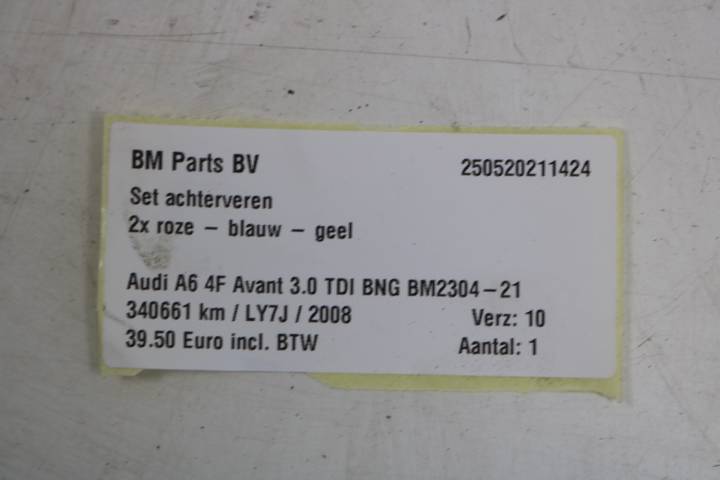 BM Parts BV 250520211424
Set achterveren
2x roze – blauw – geel
Audi A6 4F Avant 3.0 TDI BNG BM2304–21
340661 km / LY7J / 2008 Verz: 10
39.50 Euro incl. BTW Aantal: 1